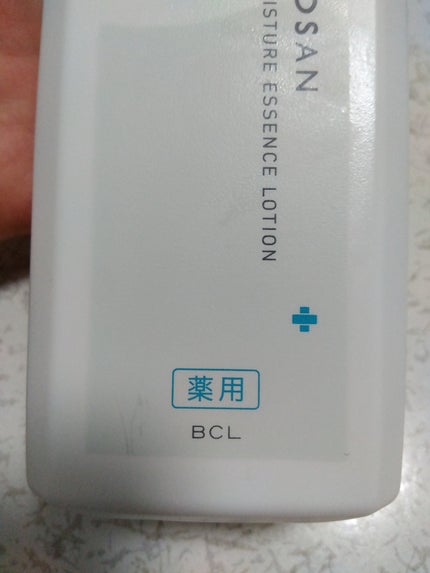 OSAN
ISTURE ESSENCE LOTION
薬用
BCL